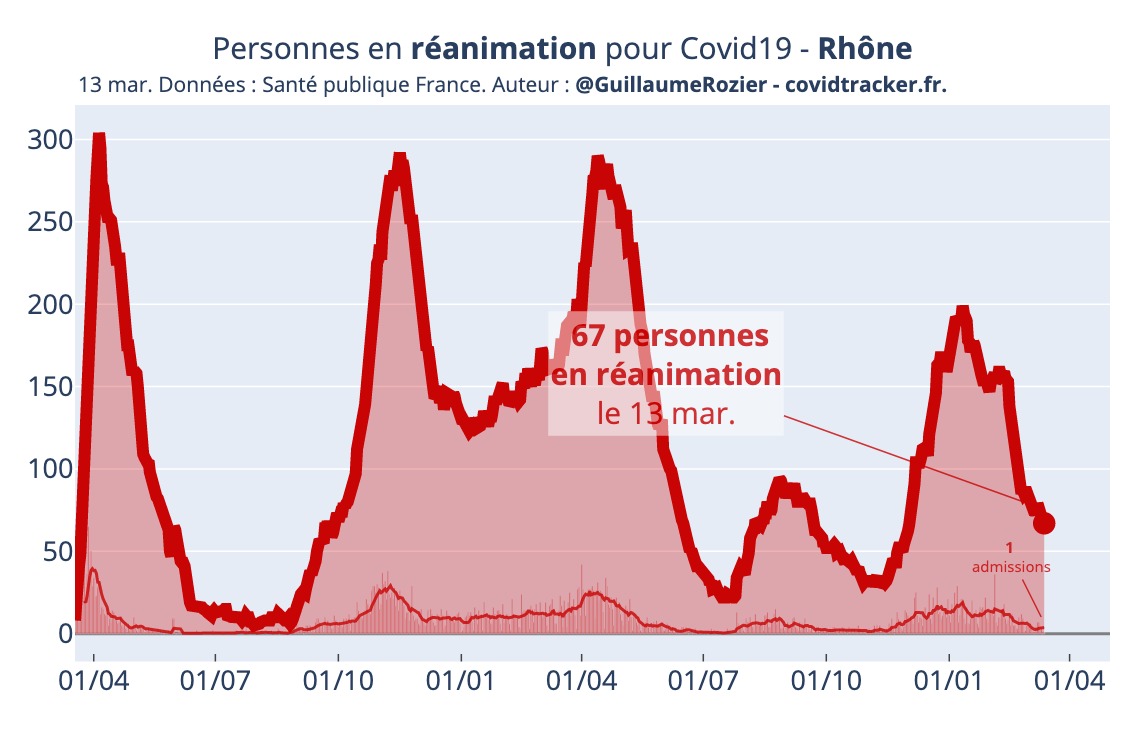 Personnes en réanimation pour Covid19 - Rhône
13 mar. Données : Santé publique France. Auteur : @GuillaumeRozier - covidtracker.fr.
300
250
200
150
100
50
0
67 personnes
en réanimation
le 13 mar.
1
admissions
01/04 01/07 01/10 01/01 01/04 01/07 01/10 01/01 01/04